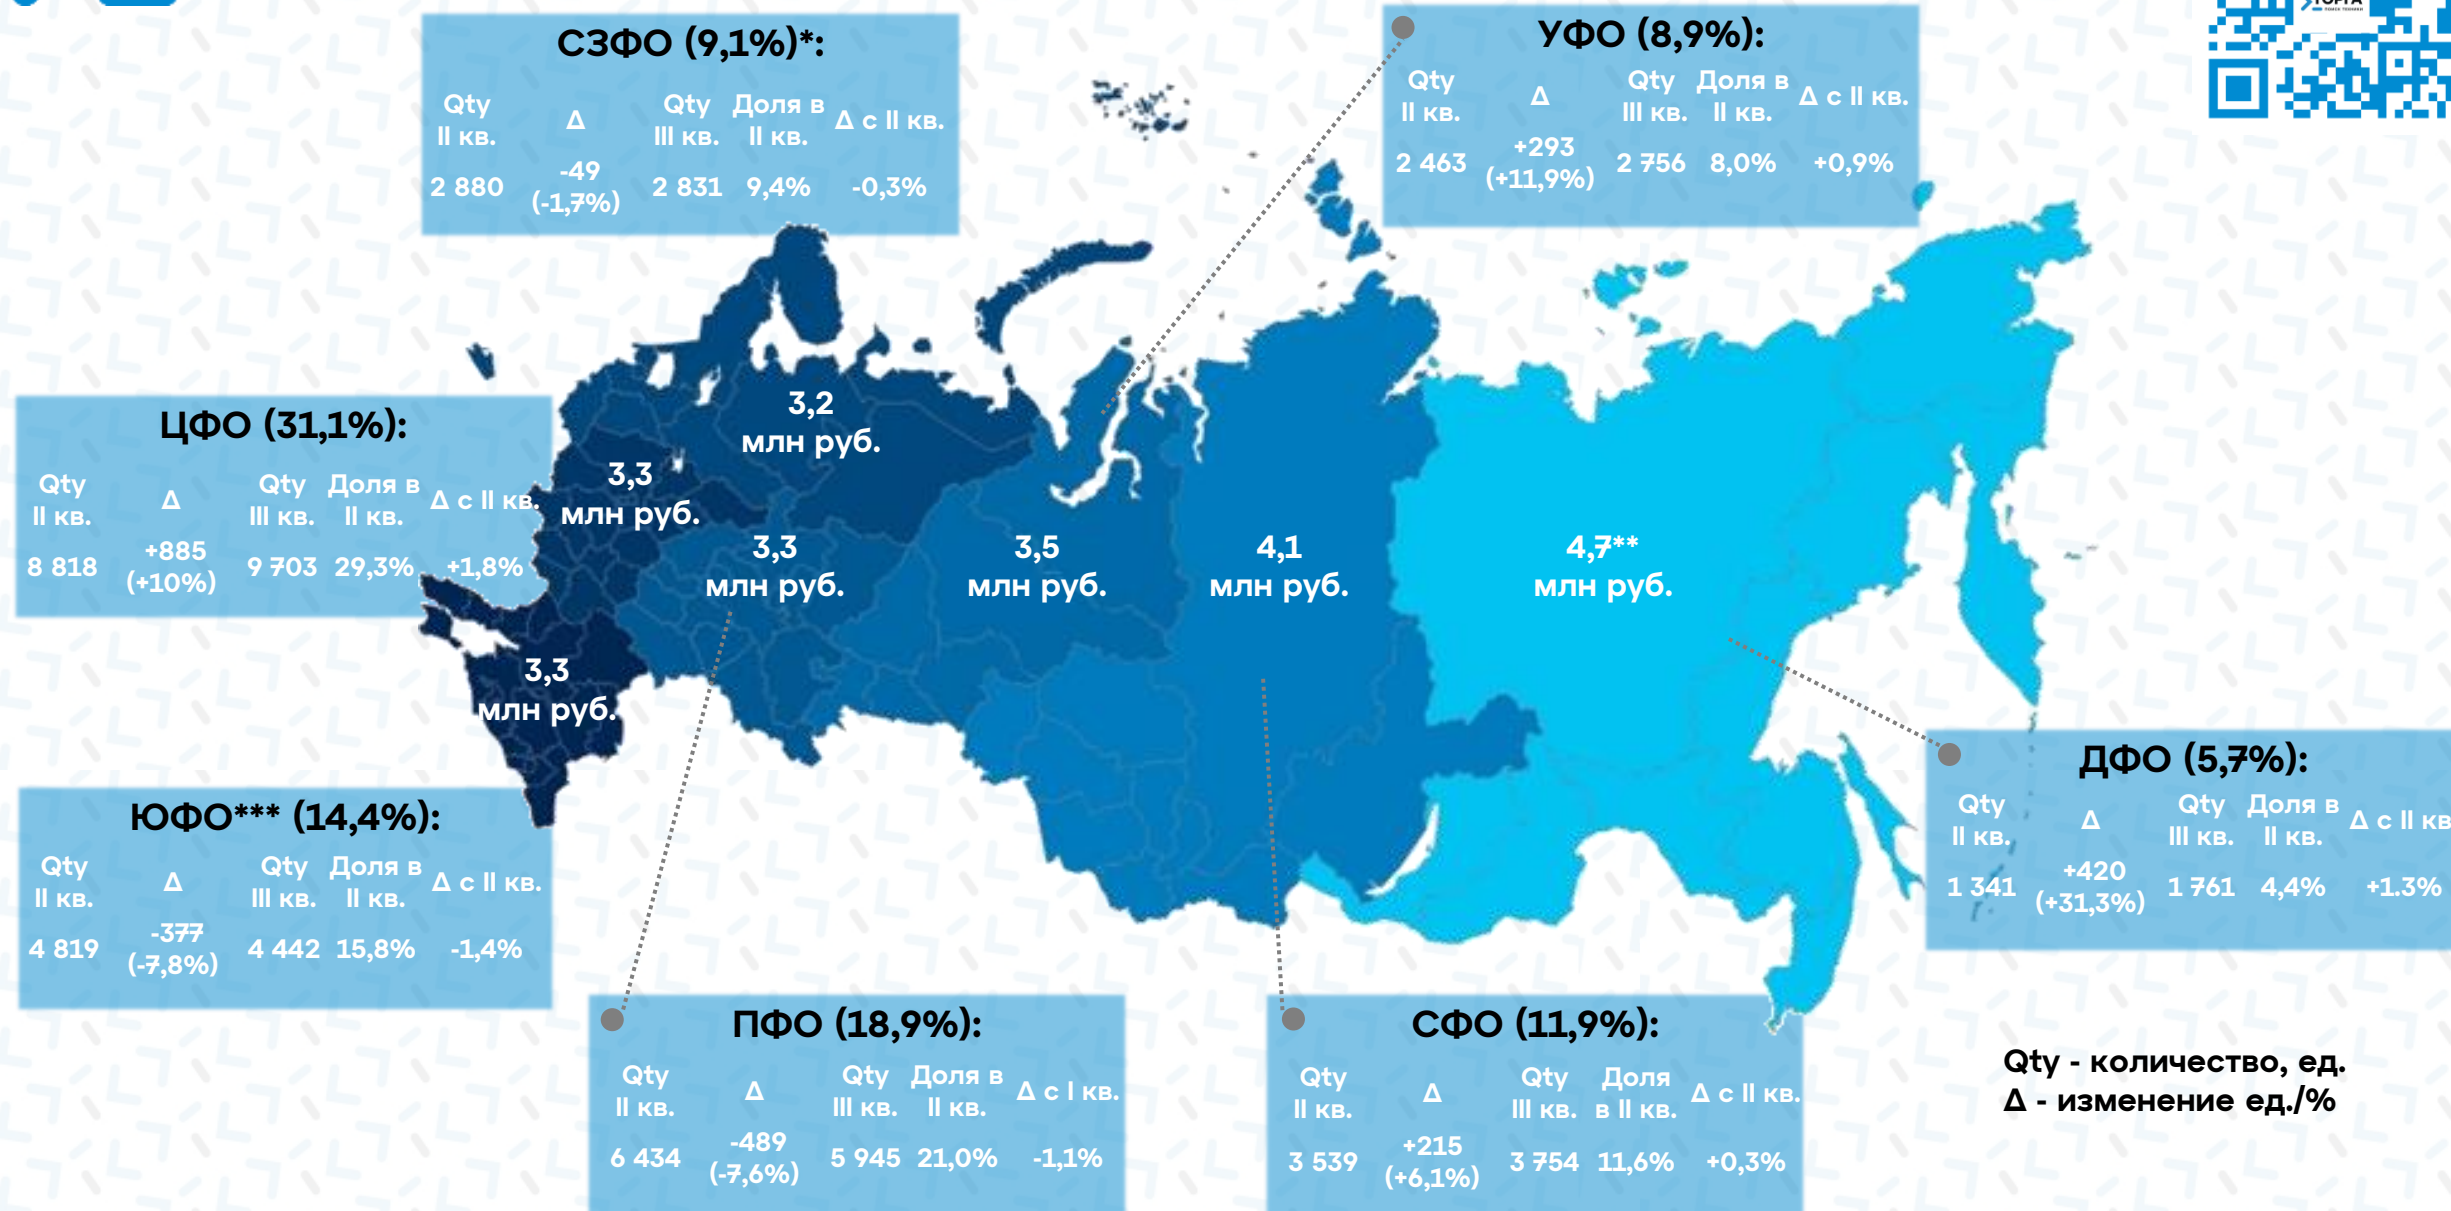 ТОРГА
СЗФО (9,1%)*:
Qty II кв. Δ Qty III кв. Доля в II кв. Δ с II кв.
2 880 -49 (-1,7%) 2 831 9,4% -0,3%
УФО (8,9%):
Qty II кв. Δ Qty III кв. Доля в II кв. Δ с II кв.
2 463 +293 (+11,9%) 2 756 8,0% +0,9%
ЦФО (31,1%):
Qty II кв. Δ Qty III кв. Доля в II кв. Δ с II кв.
8 818 +885 (+10%) 9 703 29,3% +1,8%
3,2
млн руб.
3,3
млн руб.
3,3
млн руб.
3,5
млн руб.
4,1
млн руб.
4,7**
млн руб.
3,3
млн руб.
ЮФО*** (14,4%):
Qty II кв. Δ Qty III кв. Доля в II кв. Δ с II кв.
4 819 -377 (-7,8%) 4 442 15,8% -1,4%
ДФО (5,7%):
Qty II кв. Δ Qty III кв. Доля в II кв. Δ с II кв
1 341 +420 (+31,3%) 1 761 4,4% +1.3%
ПФО (18,9%):
Qty II кв. Δ Qty III кв. Доля в II кв. Δ с I кв.
6 434 -489 (-7,6%) 5 945 21,0% -1,1%
СФО (11,9%):
Qty II кв. Δ Qty III кв. Доля в II кв. Δ с II кв.
3 539 +215 (+6,1%) 3 754 11,6% +0,3%
Qty - количество, ед.
Δ - изменение ед./%